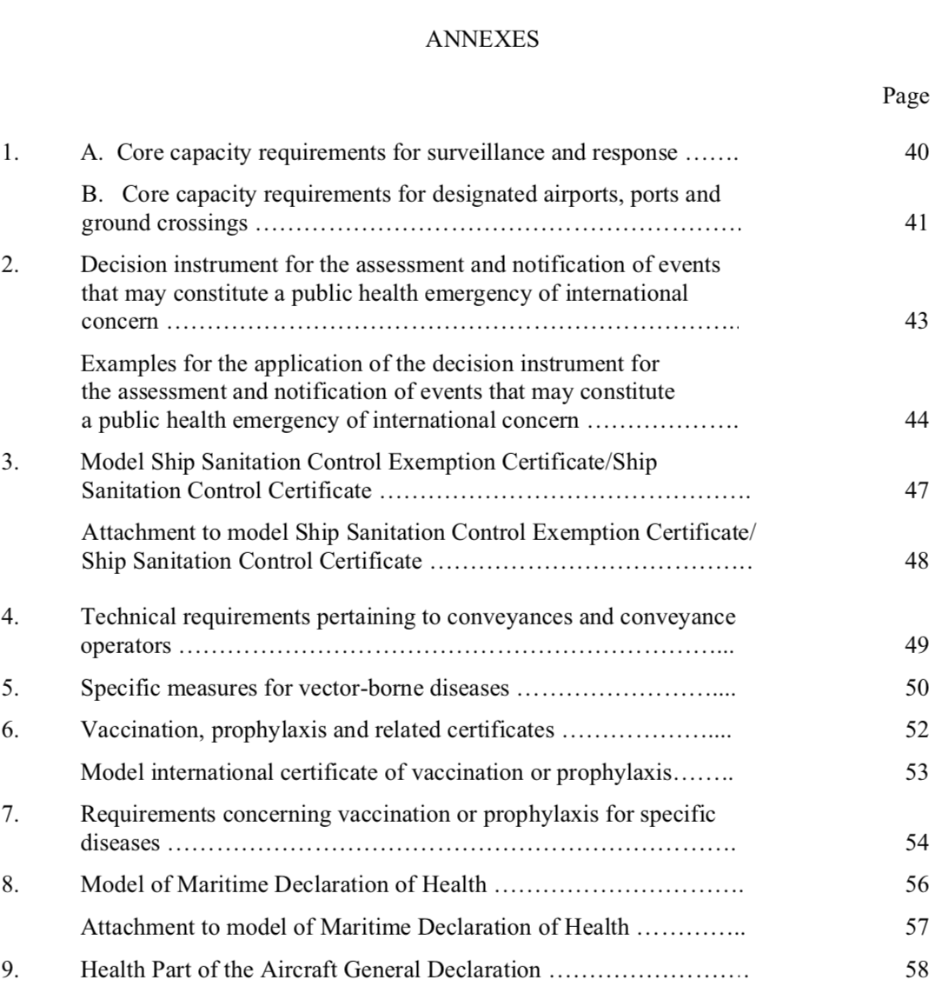 ANNEXES
Page
1. A. Core capacity requirements for surveillance and response ……. 40
B. Core capacity requirements for designated airports, ports and
ground crossings …………………………………………………… 41
2. Decision instrument for the assessment and notification of events
that may constitute a public health emergency of international
concern …………………………………………………………….. 43
Examples for the application of the decision instrument for
the assessment and notification of events that may constitute
a public health emergency of international concern ………………. 44
3. Model Ship Sanitation Control Exemption Certificate/Ship
Sanitation Control Certificate ………………………………………. 47
Attachment to model Ship Sanitation Control Exemption Certificate/
Ship Sanitation Control Certificate …………………………………. 48
4. Technical requirements pertaining to conveyances and conveyance
operators …………………………………………………………... 49
5. Specific measures for vector-borne diseases …………………….... 50
6. Vaccination, prophylaxis and related certificates ……………….... 52
Model international certificate of vaccination or prophylaxis…….. 53
7. Requirements concerning vaccination or prophylaxis for specific
diseases ……………………………………………………………. 54
8. Model of Maritime Declaration of Health …………………………. 56
Attachment to model of Maritime Declaration of Health ………….. 57
9. Health Part of the Aircraft General Declaration ……………………. 58